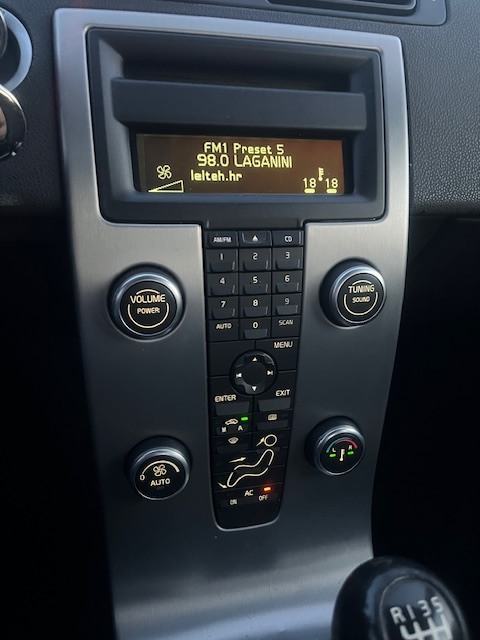 FM1 Preset 5
98.0 LAGANINI
lelteh.hr
18 18
AM/FM CD
1 2 3
4 5 6
7 8 9
AUTO 0 SCAN
VOLUME
POWER
TUNING
SOUND
MENU
ENTER EXIT
M A
L R
0 AUTO
AC
ON OFF
R 1 3 5